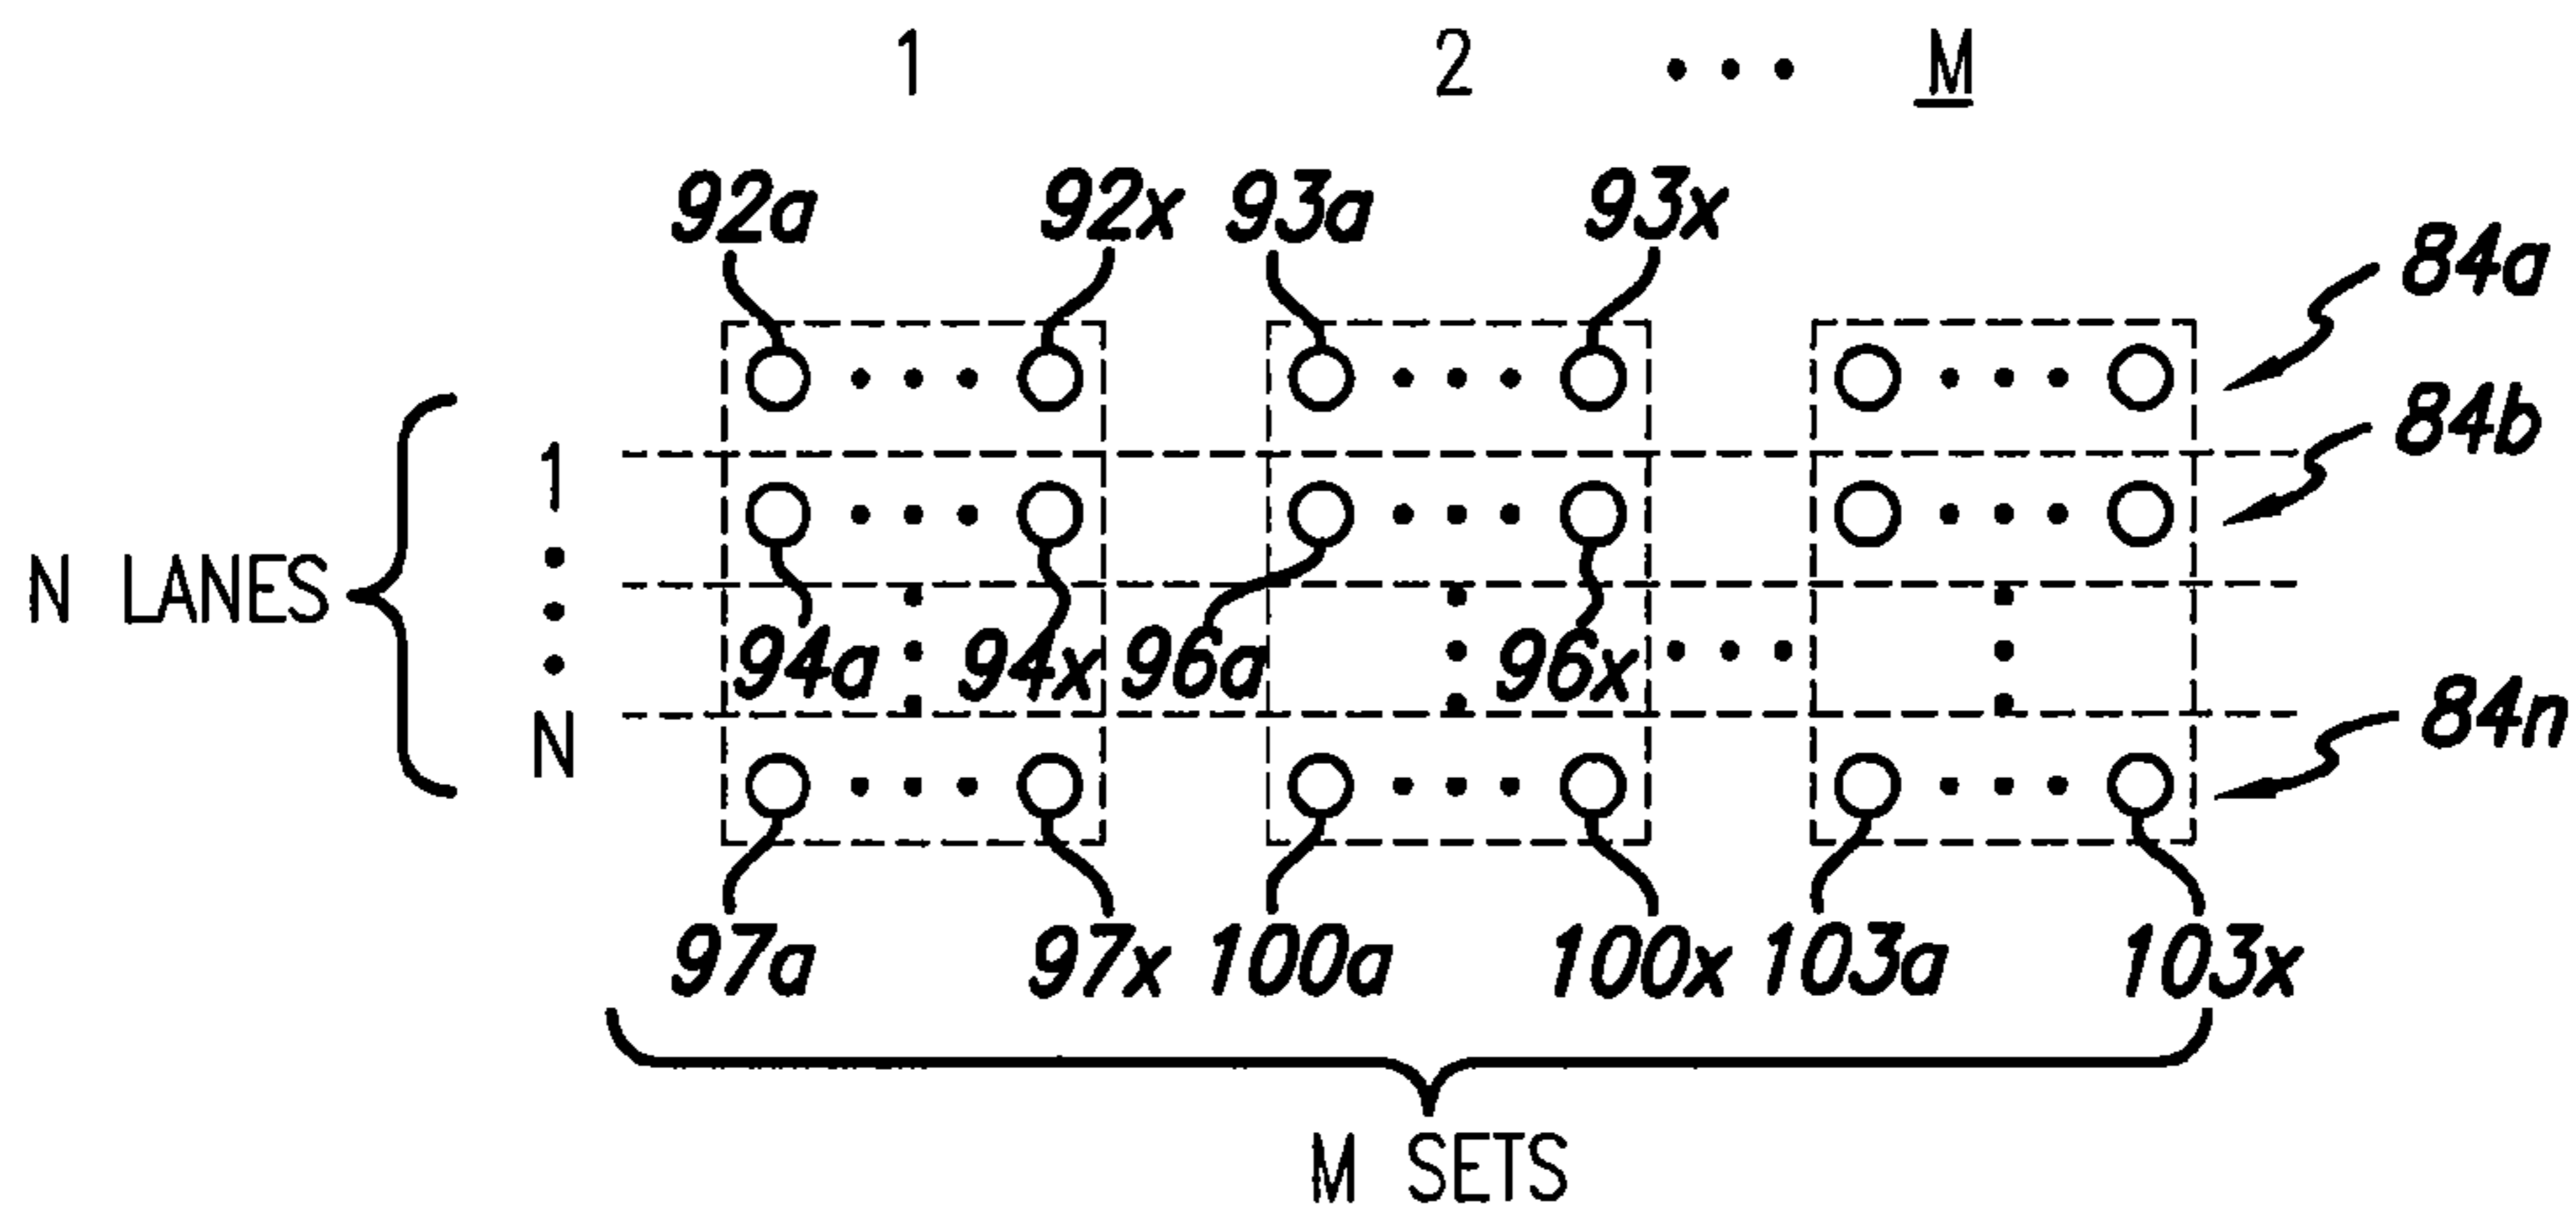 1 2 ... M
92a 92x 93a 93x
84a
84b
1
N LANES
94a 94x 96a 96x
84n
N
97a 97x 100a 100x 103a 103x
M SETS